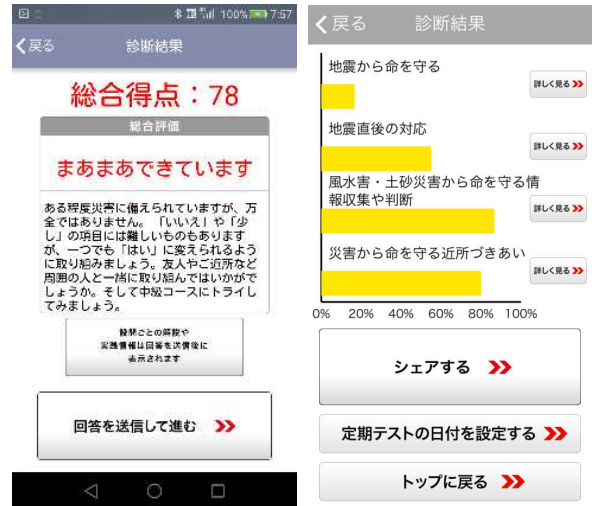 100% 7:57
戻る 診断結果
総合得点：78
総合評価
まあまあできています
ある程度災害に備えられていますが、万
全ではありません。「いいえ」や「少
し」の項目には難しいものもあります
が、一つでも「はい」に変えられるよう
に取り組みましょう。友人やご近所など
周囲の人と一緒に取り組んではいかがで
しょうか。そして中級コースにトライし
てみましょう。
設問ごとの解説や
実践情報は回答を送信後に
表示されます
回答を送信して進む
戻る 診断結果
地震から命を守る
詳しく見る
地震直後の対応
詳しく見る
風水害・土砂災害から命を守る情
報収集や判断
詳しく見る
災害から命を守る近所づきあい
詳しく見る
0% 20% 40% 60% 80% 100%
シェアする
定期テストの日付を設定する
トップに戻る